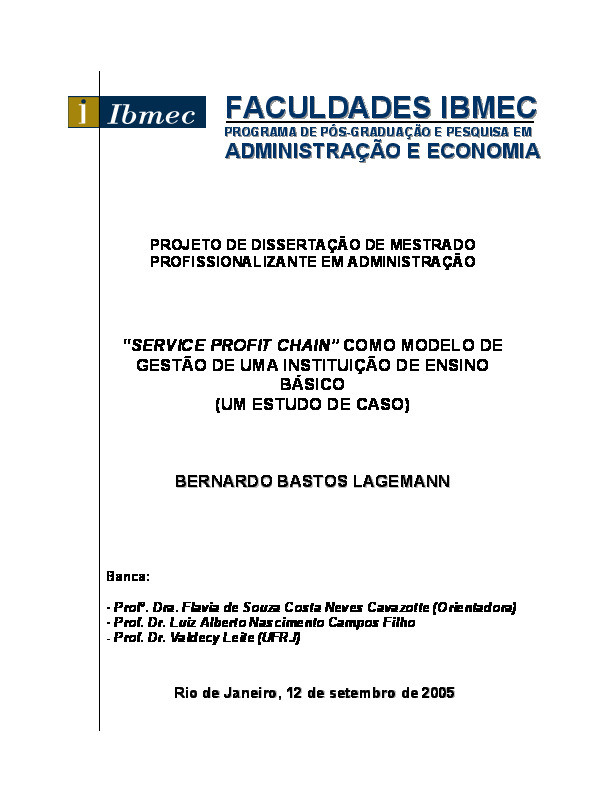 i Ibmec
FACULDADES IBMEC
PROGRAMA DE PÓS-GRADUAÇÃO E PESQUISA EM
ADMINISTRAÇÃO E ECONOMIA
PROJETO DE DISSERTAÇÃO DE MESTRADO
PROFISSIONALIZANTE EM ADMINISTRAÇÃO
"SERVICE PROFIT CHAIN" COMO MODELO DE
GESTÃO DE UMA INSTITUIÇÃO DE ENSINO
BÁSICO
(UM ESTUDO DE CASO)
BERNARDO BASTOS LAGEMANN
Banca:
- Profª. Dra. Flavia de Souza Costa Neves Cavazotte (Orientadora)
- Prof. Dr. Luiz Alberto Nascimento Campos Filho
- Prof. Dr. Valdecy Leite (UFRJ)
Rio de Janeiro, 12 de setembro de 2005